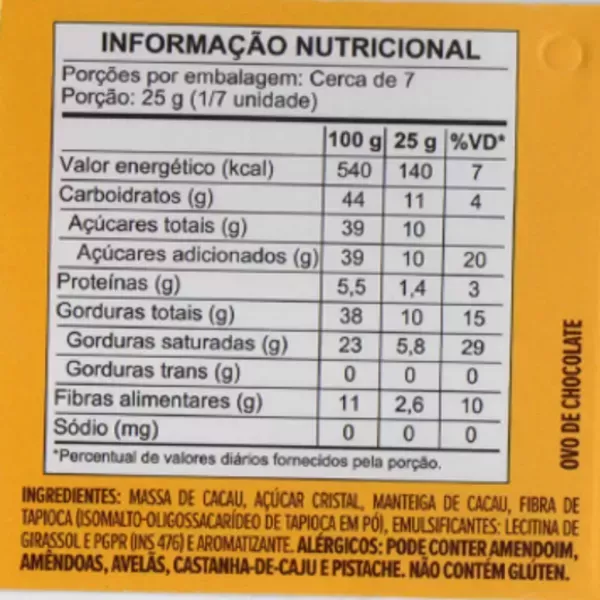 INFORMAÇÃO NUTRICIONAL
Porções por embalagem: Cerca de 7
Porção: 25 g (1/7 unidade)
100 g 25 g %VD*
Valor energético (kcal) 540 140 7
Carboidratos (g) 44 11 4
Açúcares totais (g) 39 10
Açúcares adicionados (g) 39 10 20
Proteínas (g) 5,5 1,4 3
Gorduras totais (g) 38 10 15
Gorduras saturadas (g) 23 5,8 29
Gorduras trans (g) 0 0 0
Fibras alimentares (g) 11 2,6 10
Sódio (mg) 0 0 0
*Percentual de valores diários fornecidos pela porção.
OVO DE CHOCOLATE
INGREDIENTES: MASSA DE CACAU, AÇÚCAR CRISTAL, MANTEIGA DE CACAU, FIBRA DE
TAPIOCA (ISOMALTO-OLIGOSSACARÍDEO DE TAPIOCA EM PÓ), EMULSIFICANTES: LECITINA DE
GIRASSOL E PGPR (INS 476) E AROMATIZANTE. ALÉRGICOS: PODE CONTER AMENDOIM,
AMÊNDOAS, AVELÃS, CASTANHA-DE-CAJU E PISTACHE. NÃO CONTÉM GLÚTEN.